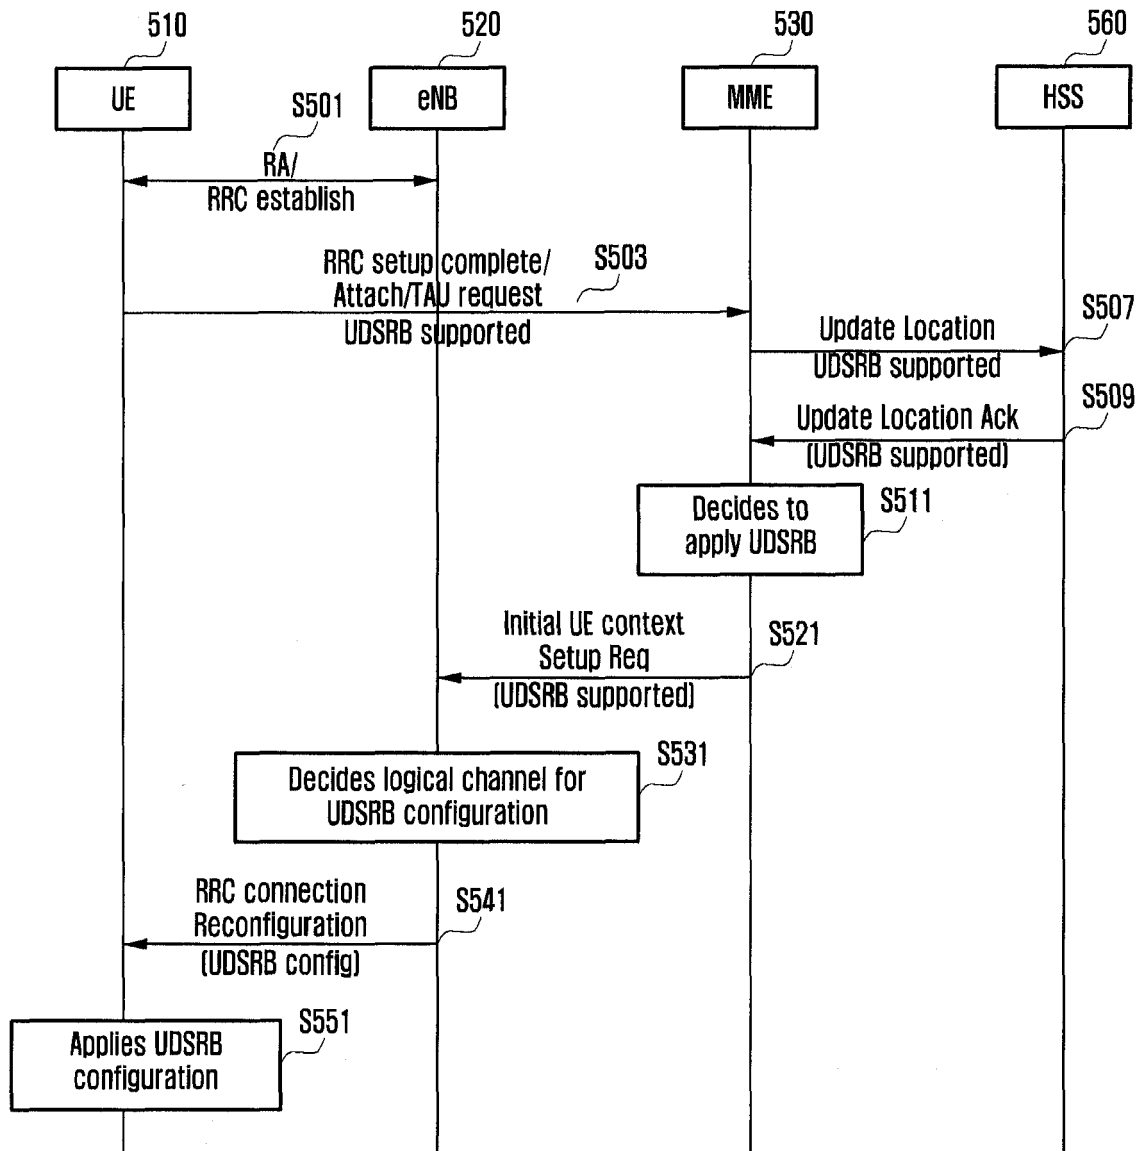 510
520
530
560
UE
eNB
MME
HSS
S501
RA/
RRC establish
RRC setup complete/
S503
Attach/TAU request
UDSRB supported
S507
Update Location
UDSRB supported
S509
Update Location Ack
(UDSRB supported)
Decides to
apply UDSRB
S511
Initial UE context
Setup Req
(UDSRB supported)
S521
Decides logical channel for
UDSRB configuration
S531
RRC connection
Reconfiguration
(UDSRB config)
S541
Applies UDSRB
configuration
S551